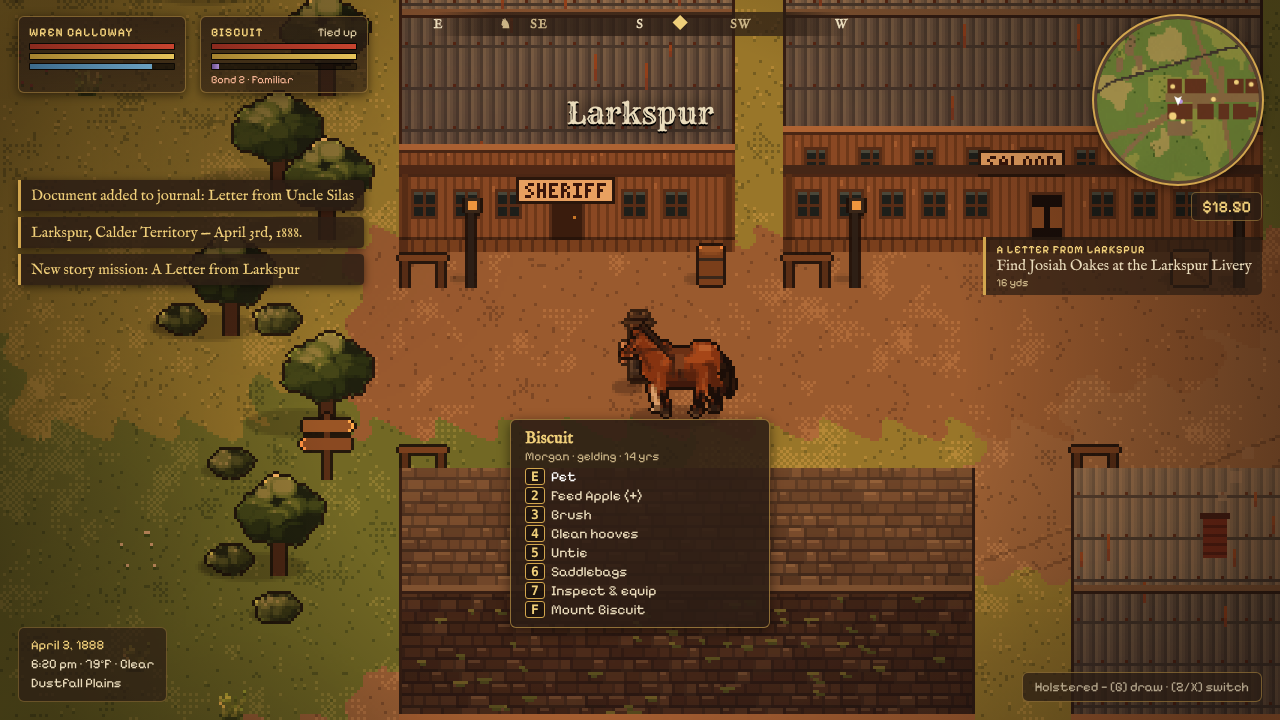 WREN CALLOWAY
BISCUIT Tied up
Bond 2 · Familiar
E SE S SW W
Larkspur
SHERIFF
SALOON
$18.80
Document added to journal: Letter from Uncle Silas
Larkspur, Calder Territory — April 3rd, 1888.
New story mission: A Letter from Larkspur
A LETTER FROM LARKSPUR
Find Josiah Oakes at the Larkspur Livery
16 yds
Biscuit
Morgan · gelding · 14 yrs
E Pet
2 Feed Apple (+)
3 Brush
4 Clean hooves
5 Untie
6 Saddlebags
7 Inspect & equip
F Mount Biscuit
April 3, 1888
6:20 pm · 79°F · Clear
Dustfall Plains
Holstered - (G) draw · (Z/X) switch